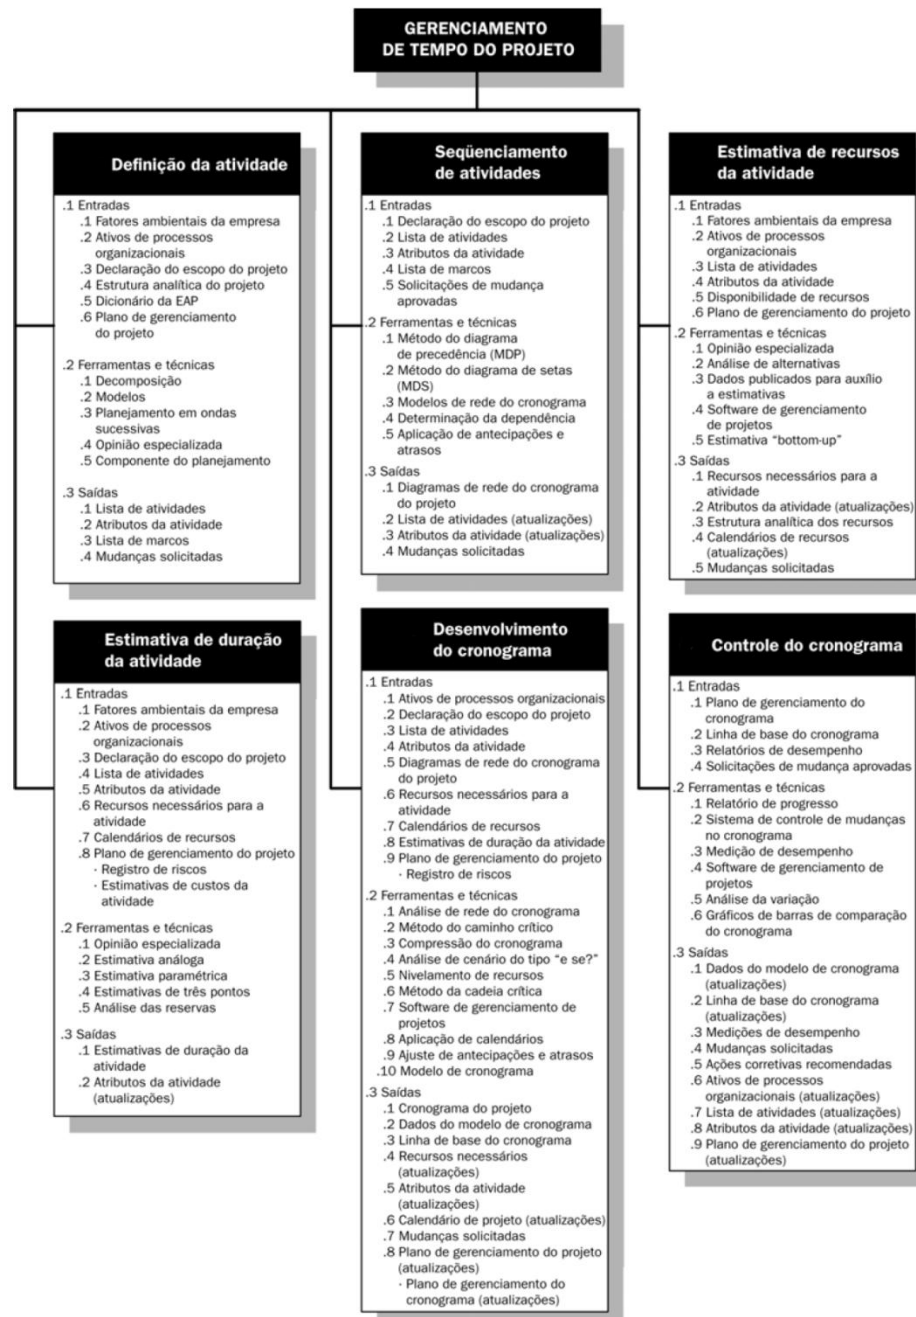 GERENCIAMENTO
DE TEMPO DO PROJETO
Definição da atividade
.1 Entradas
.1 Fatores ambientais da empresa
.2 Ativos de processos
organizacionais
.3 Declaração do escopo do projeto
.4 Estrutura analítica do projeto
.5 Dicionário da EAP
.6 Plano de gerenciamento
do projeto
.2 Ferramentas e técnicas
.1 Decomposição
.2 Modelos
.3 Planejamento em ondas
sucessivas
.4 Opinião especializada
.5 Componente do planejamento
.3 Saídas
.1 Lista de atividades
.2 Atributos da atividade
.3 Lista de marcos
.4 Mudanças solicitadas
Seqüenciamento
de atividades
.1 Entradas
.1 Declaração do escopo do projeto
.2 Lista de atividades
.3 Atributos da atividade
.4 Lista de marcos
.5 Solicitações de mudança
aprovadas
.2 Ferramentas e técnicas
.1 Método do diagrama
de precedência (MDP)
.2 Método do diagrama de setas
(MDS)
.3 Modelos de rede do cronograma
.4 Determinação da dependência
.5 Aplicação de antecipações e
atrasos
.3 Saídas
.1 Diagramas de rede do cronograma
do projeto
.2 Lista de atividades (atualizações)
.3 Atributos da atividade (atualizações)
.4 Mudanças solicitadas
Estimativa de recursos
da atividade
.1 Entradas
.1 Fatores ambientais da empresa
.2 Ativos de processos
organizacionais
.3 Lista de atividades
.4 Atributos da atividade
.5 Disponibilidade de recursos
.6 Plano de gerenciamento do projeto
.2 Ferramentas e técnicas
.1 Opinião especializada
.2 Análise de alternativas
.3 Dados publicados para auxílio
a estimativas
.4 Software de gerenciamento
de projetos
.5 Estimativa “bottom-up”
.3 Saídas
.1 Recursos necessários para a
atividade
.2 Atributos da atividade (atualizações)
.3 Estrutura analítica dos recursos
.4 Calendários de recursos
(atualizações)
.5 Mudanças solicitadas
Estimativa de duração
da atividade
.1 Entradas
.1 Fatores ambientais da empresa
.2 Ativos de processos
organizacionais
.3 Declaração do escopo do projeto
.4 Lista de atividades
.5 Atributos da atividade
.6 Recursos necessários para a
atividade
.7 Calendários de recursos
.8 Plano de gerenciamento do projeto
· Registro de riscos
· Estimativas de custos da
atividade
.2 Ferramentas e técnicas
.1 Opinião especializada
.2 Estimativa análoga
.3 Estimativa paramétrica
.4 Estimativas de três pontos
.5 Análise das reservas
.3 Saídas
.1 Estimativas de duração da
atividade
.2 Atributos da atividade
(atualizações)
Desenvolvimento
do cronograma
.1 Entradas
.1 Ativos de processos organizacionais
.2 Declaração do escopo do projeto
.3 Lista de atividades
.4 Atributos da atividade
.5 Diagramas de rede do cronograma
do projeto
.6 Recursos necessários para a
atividade
.7 Calendários de recursos
.8 Estimativas de duração da atividade
.9 Plano de gerenciamento do projeto
· Registro de riscos
.2 Ferramentas e técnicas
.1 Análise de rede do cronograma
.2 Método do caminho crítico
.3 Compressão do cronograma
.4 Análise de cenário do tipo “e se?”
.5 Nivelamento de recursos
.6 Método da cadeia crítica
.7 Software de gerenciamento de
projetos
.8 Aplicação de calendários
.9 Ajuste de antecipações e atrasos
.10 Modelo de cronograma
.3 Saídas
.1 Cronograma do projeto
.2 Dados do modelo de cronograma
.3 Linha de base do cronograma
.4 Recursos necessários
(atualizações)
.5 Atributos da atividade
(atualizações)
.6 Calendário de projeto (atualizações)
.7 Mudanças solicitadas
.8 Plano de gerenciamento do projeto
(atualizações)
· Plano de gerenciamento do
cronograma (atualizações)
Controle do cronograma
.1 Entradas
.1 Plano de gerenciamento do
cronograma
.2 Linha de base do cronograma
.3 Relatórios de desempenho
.4 Solicitações de mudança aprovadas
.2 Ferramentas e técnicas
.1 Relatório de progresso
.2 Sistema de controle de mudanças
no cronograma
.3 Medição de desempenho
.4 Software de gerenciamento de
projetos
.5 Análise da variação
.6 Gráficos de barras de comparação
do cronograma
.3 Saídas
.1 Dados do modelo de cronograma
(atualizações)
.2 Linha de base do cronograma
(atualizações)
.3 Medições de desempenho
.4 Mudanças solicitadas
.5 Ações corretivas recomendadas
.6 Ativos de processos
organizacionais (atualizações)
.7 Lista de atividades (atualizações)
.8 Atributos da atividade (atualizações)
.9 Plano de gerenciamento do projeto
(atualizações)